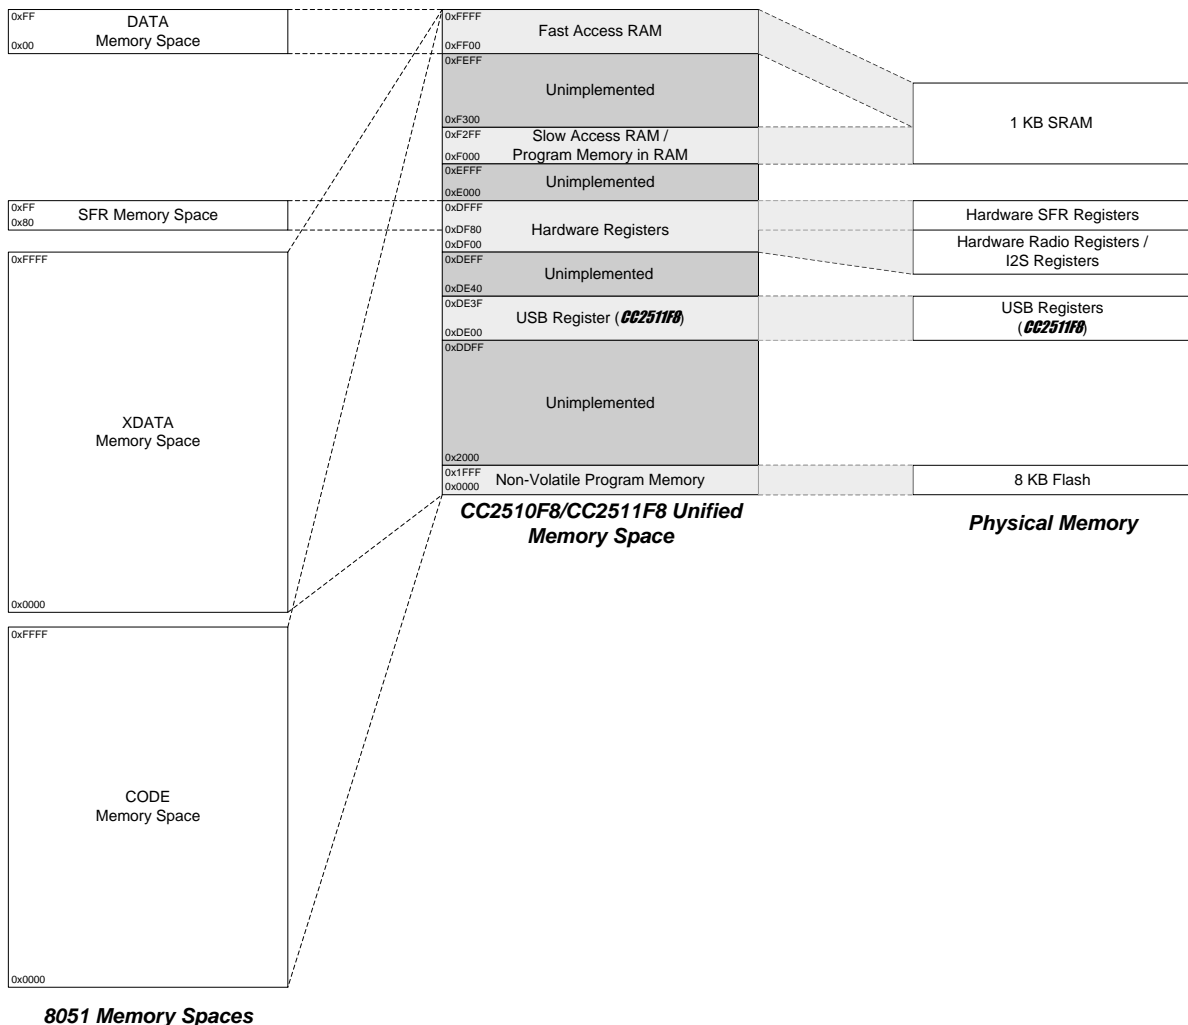 0xFF
DATA
Memory Space
0x00
0xFF
SFR Memory Space
0x80
0xFFFF
XDATA
Memory Space
0x0000
0xFFFF
CODE
Memory Space
0x0000
8051 Memory Spaces
0xFFFF
Fast Access RAM
0xFF00
0xFEFF
Unimplemented
0xF300
0xF2FF
Slow Access RAM /
0xF000 Program Memory in RAM
0xEFFF
Unimplemented
0xE000
0xDFFF
0xDF80 Hardware Registers
0xDF00
0xDEFF
Unimplemented
0xDE40
0xDE3F
USB Register (CC2511F8)
0xDE00
0xDDFF
Unimplemented
0x2000
0x1FFF
Non-Volatile Program Memory
0x0000
CC2510F8/CC2511F8 Unified
Memory Space
1 KB SRAM
Hardware SFR Registers
Hardware Radio Registers /
I2S Registers
USB Registers
(CC2511F8)
8 KB Flash
Physical Memory